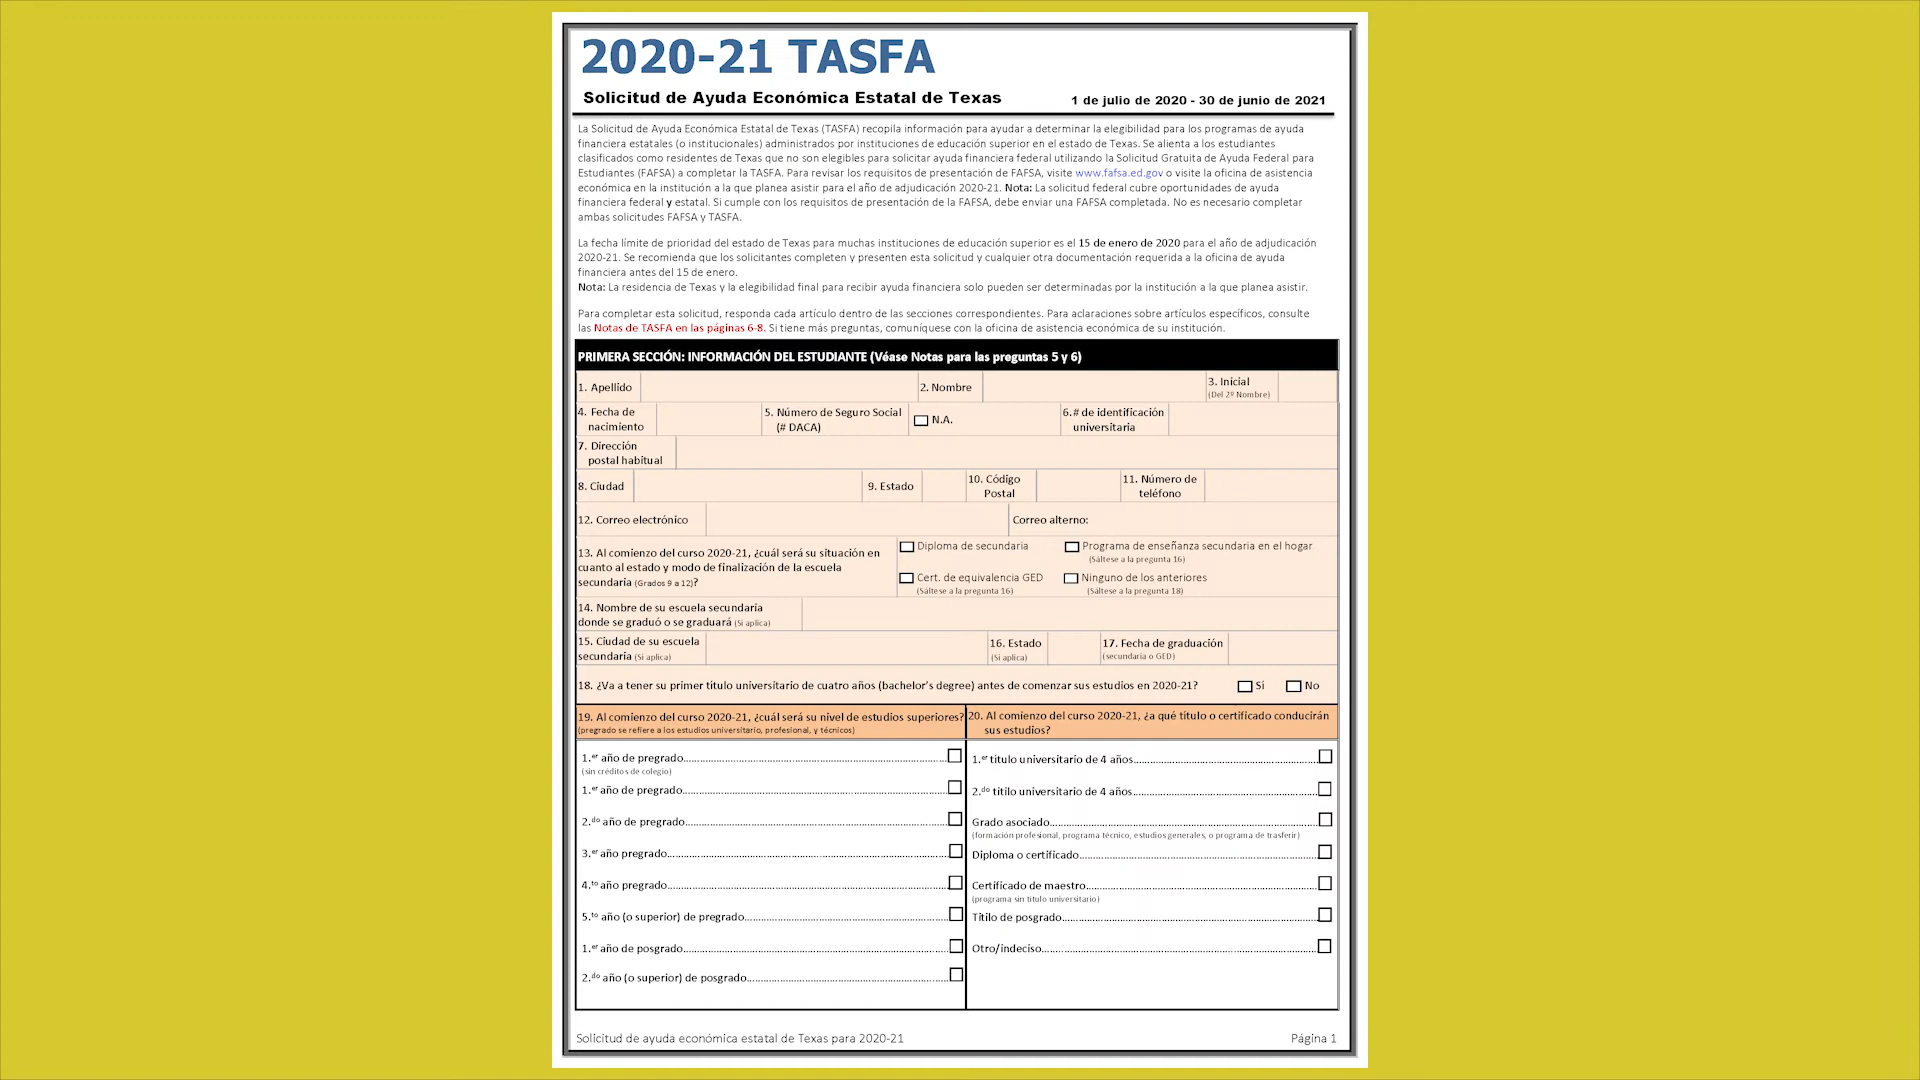 2020-21 TASFA
Solicitud de Ayuda Económica Estatal de Texas
1 de julio de 2020 - 30 de junio de 2021
La Solicitud de Ayuda Económica Estatal de Texas (TASFA) recopila información para ayudar a determinar la elegibilidad para los programas de ayuda
financiera estatales (o institucionales) administrados por instituciones de educación superior en el estado de Texas. Se alienta a los estudiantes
clasificados como residentes de Texas que no son elegibles para solicitar ayuda financiera federal utilizando la Solicitud Gratuita de Ayuda Federal para
Estudiantes (FAFSA) a completar la TASFA. Para revisar los requisitos de presentación de FAFSA, visite www.fafsa.ed.gov o visite la oficina de asistencia
económica en la institución a la que planea asistir para el año de adjudicación 2020-21. Nota: La solicitud federal cubre oportunidades de ayuda
financiera federal y estatal. Si cumple con los requisitos de presentación de la FAFSA, debe enviar una FAFSA completada. No es necesario completar
ambas solicitudes FAFSA y TASFA.
La fecha límite de prioridad del estado de Texas para muchas instituciones de educación superior es el 15 de enero de 2020 para el año de adjudicación
2020-21. Se recomienda que los solicitantes completen y presenten esta solicitud y cualquier otra documentación requerida a la oficina de ayuda
financiera antes del 15 de enero.
Nota: La residencia de Texas y la elegibilidad final para recibir ayuda financiera solo pueden ser determinadas por la institución a la que planea asistir.
Para completar esta solicitud, responda cada artículo dentro de las secciones correspondientes. Para aclaraciones sobre artículos específicos, consulte
las Notas de TASFA en las páginas 6-8. Si tiene más preguntas, comuníquese con la oficina de asistencia económica de su institución.
PRIMERA SECCIÓN: INFORMACIÓN DEL ESTUDIANTE (Véase Notas para las preguntas 5 y 6)
1. Apellido
2. Nombre
3. Inicial
(Del 2º Nombre)
4. Fecha de
nacimiento
5. Número de Seguro Social
(# DACA)
N.A.
6.# de identificación
universitaria
7. Dirección
postal habitual
8. Ciudad
9. Estado
10. Código
Postal
11. Número de
teléfono
12. Correo electrónico
Correo alterno:
13. Al comienzo del curso 2020-21, ¿cuál será su situación en
cuanto al estado y modo de finalización de la escuela
secundaria (Grados 9 a 12)?
Diploma de secundaria
Programa de enseñanza secundaria en el hogar
(Sáltese a la pregunta 16)
Cert. de equivalencia GED
(Sáltese a la pregunta 16)
Ninguno de los anteriores
(Sáltese a la pregunta 18)
14. Nombre de su escuela secundaria
donde se graduó o se graduará (Si aplica)
15. Ciudad de su escuela
secundaria (Si aplica)
16. Estado
(Si aplica)
17. Fecha de graduación
(secundaria o GED)
18. ¿Va a tener su primer título universitario de cuatro años (bachelor's degree) antes de comenzar sus estudios en 2020-21?
Sí
No
19. Al comienzo del curso 2020-21, ¿cuál será su nivel de estudios superiores?
(pregrado se refiere a los estudios universitario, profesional, y técnicos)
20. Al comienzo del curso 2020-21, ¿a qué título o certificado conducirán
sus estudios?
1.er año de pregrado
(sin créditos de colegio)
1.er año de pregrado
2.do año de pregrado
3.er año pregrado
4.to año pregrado
5.to año (o superior) de pregrado
1.er año de posgrado
2.do año (o superior) de posgrado
1.er título universitario de 4 años
2.do titílo universitario de 4 años
Grado asociado
(formación profesional, programa técnico, estudios generales, o programa de trasferir)
Diploma o certificado
Certificado de maestro
(programa sin título universitario)
Titílo de posgrado
Otro/indeciso
Solicitud de ayuda económica estatal de Texas para 2020-21
Página 1